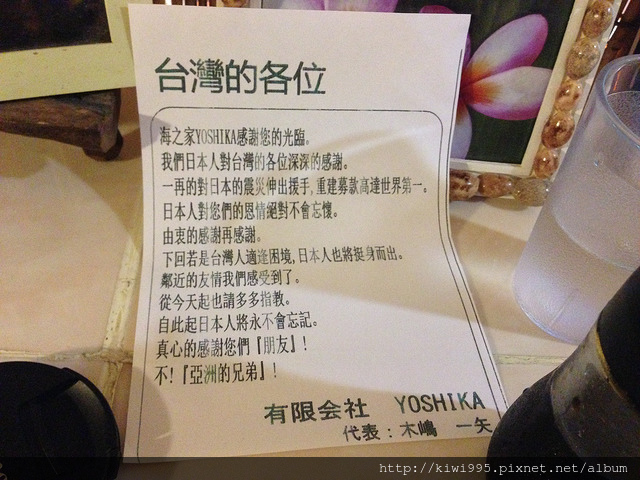 台灣的各位
海之家YOSHIKA感謝您的光臨。
我們日本人對台灣的各位深深的感謝。
一再的對日本的震災伸出援手,重建募款高達世界第一。
日本人對您們的恩情絕對不會忘懷。
由衷的感謝再感謝。
下回若是台灣人適逢困境,日本人也將挺身而出。
鄰近的友情我們感受到了。
從今天起也請多多指教。
自此起日本人將永不會忘記。
真心的感謝您們『朋友』!
不!『亞洲的兄弟』!
有限会社 YOSHIKA
代表:木嶋 一矢
http://kiwi995.pixnet.net/album